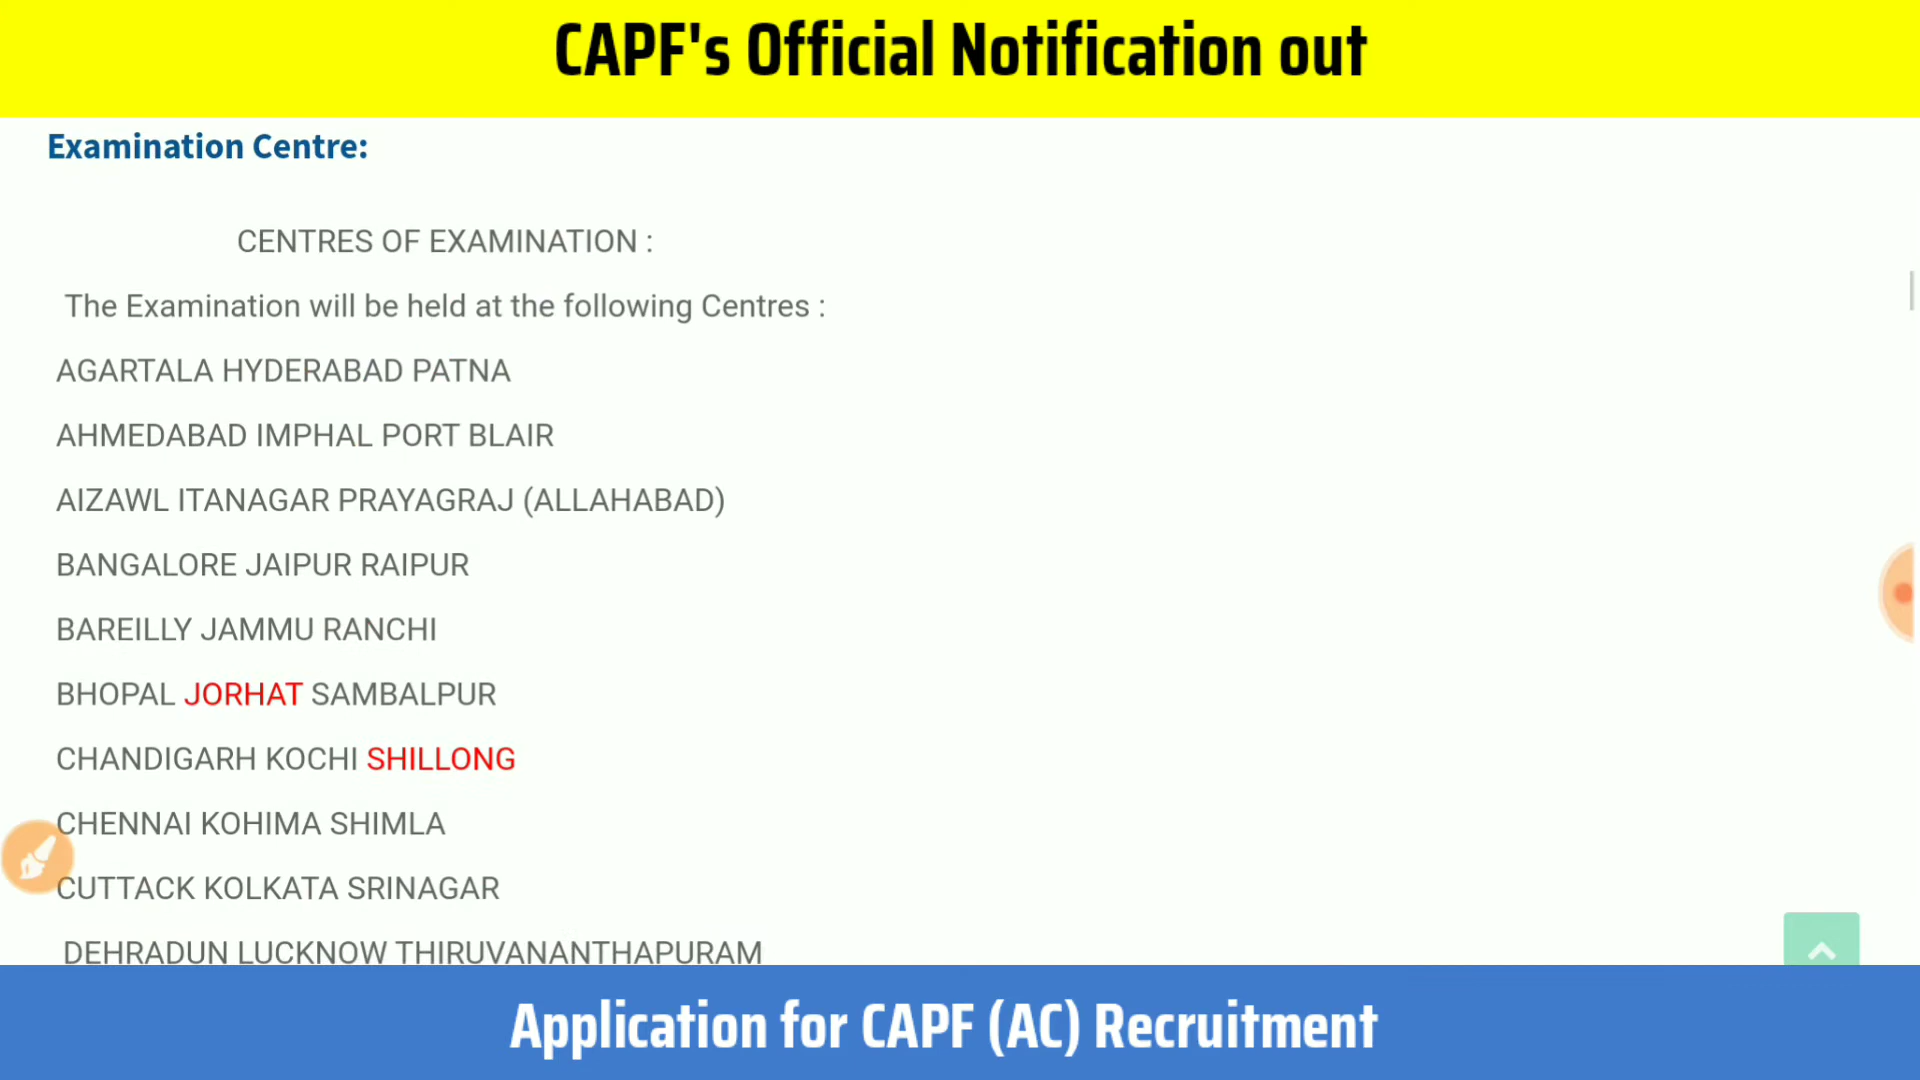 CAPF's Official Notification out
Examination Centre:
CENTRES OF EXAMINATION :
The Examination will be held at the following Centres :
AGARTALA HYDERABAD PATNA
AHMEDABAD IMPHAL PORT BLAIR
AIZAWL ITANAGAR PRAYAGRAJ (ALLAHABAD)
BANGALORE JAIPUR RAIPUR
BAREILLY JAMMU RANCHI
BHOPAL JORHAT SAMBALPUR
CHANDIGARH KOCHI SHILLONG
CHENNAI KOHIMA SHIMLA
CUTTACK KOLKATA SRINAGAR
DEHRADUN LUCKNOW THIRUVANANTHAPURAM
Application for CAPF (AC) Recruitment